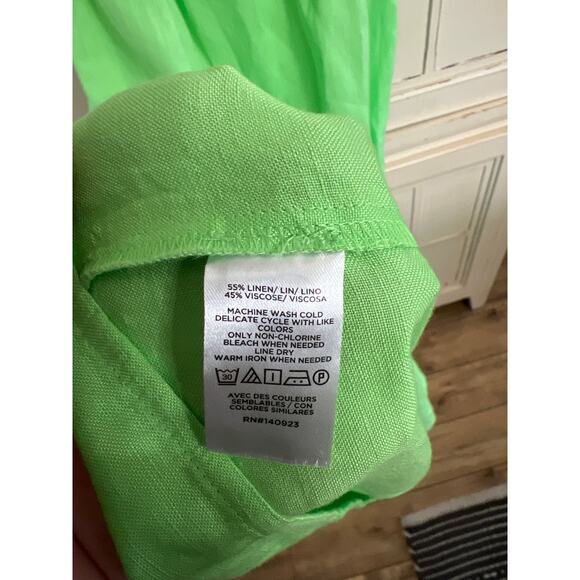 55% LINEN/ LIN/ LINO
45% VISCOSE/ VISCOSA
MACHINE WASH COLD
DELICATE CYCLE WITH LIKE
COLORS
ONLY NON-CHLORINE
BLEACH WHEN NEEDED
LINE DRY
WARM IRON WHEN NEEDED
30 P
AVEC DES COULEURS
SEMBLABLES / CON
COLORES SIMILARES
RN#140923